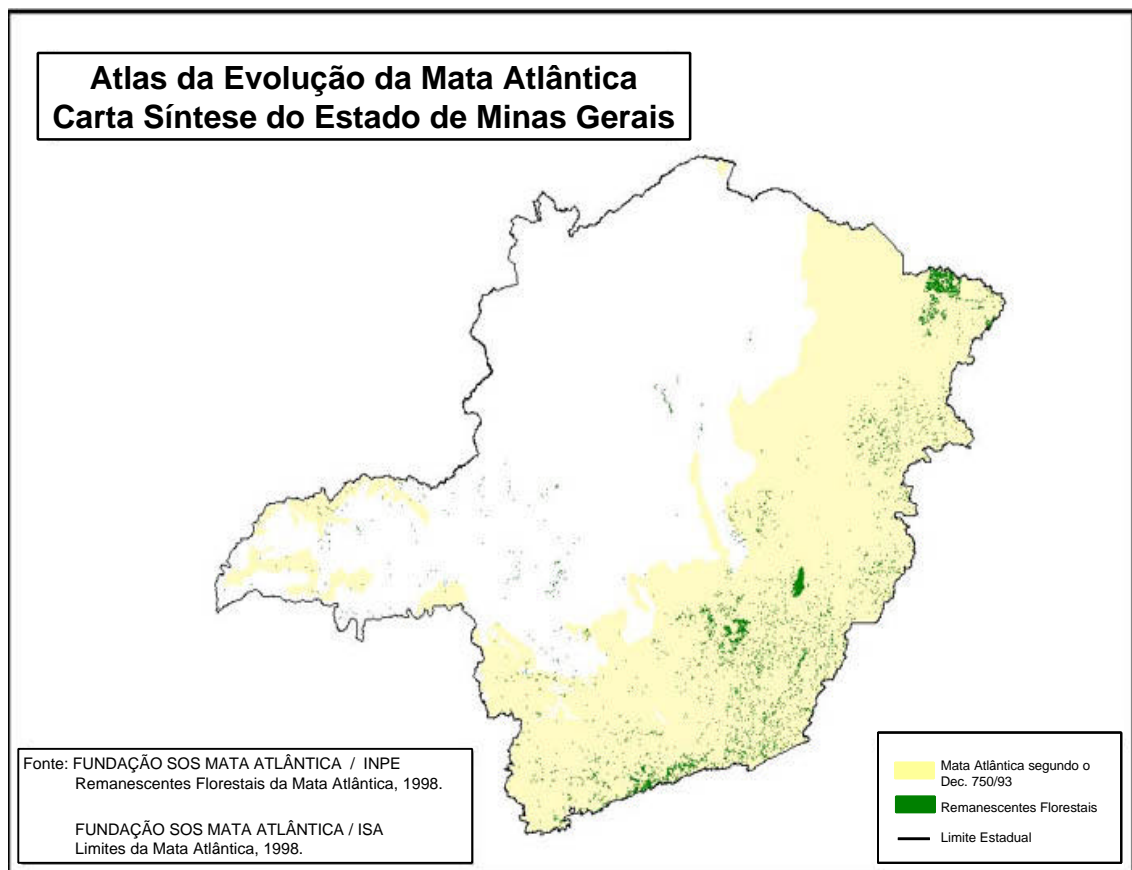 Atlas da Evolução da Mata Atlântica
Carta Síntese do Estado de Minas Gerais
Fonte: FUNDAÇÃO SOS MATA ATLÂNTICA / INPE
Remanescentes Florestais da Mata Atlântica, 1998.
FUNDAÇÃO SOS MATA ATLÂNTICA / ISA
Limites da Mata Atlântica, 1998.
Mata Atlântica segundo o
Dec. 750/93
Remanescentes Florestais
Limite Estadual